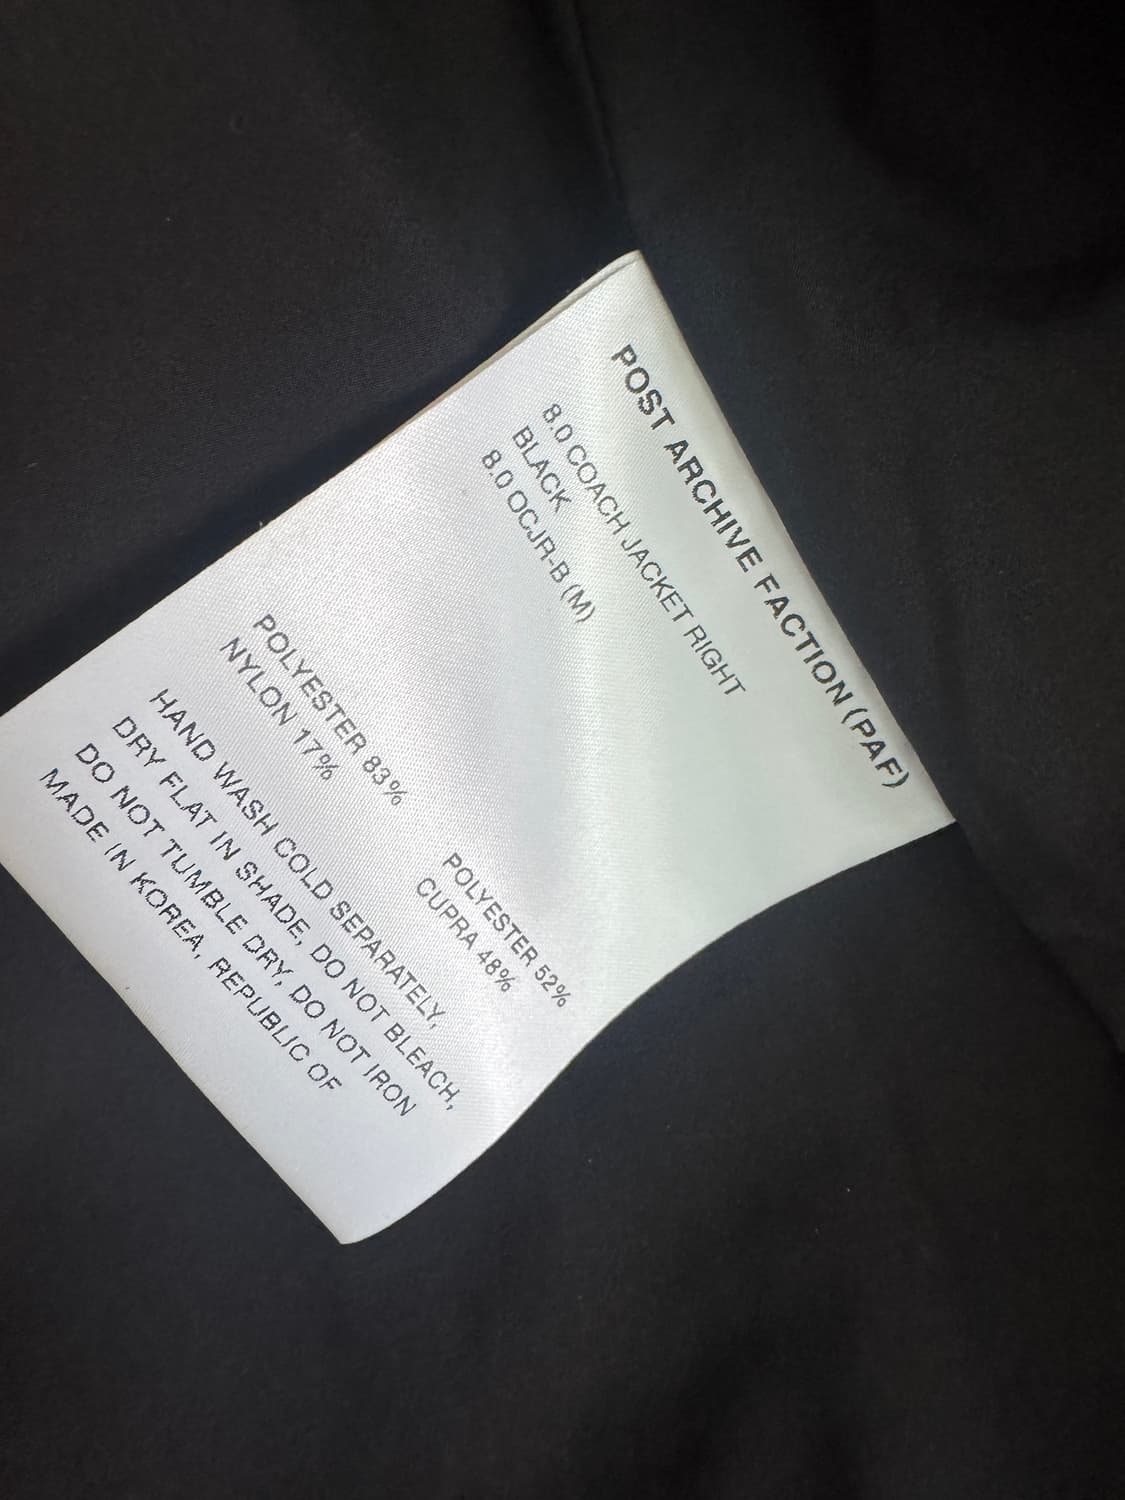 POST ARCHIVE FACTION (PAF)
8.0 COACH JACKET RIGHT
BLACK
8.0 OCJR-B (M)
POLYESTER 83%
NYLON 17%
POLYESTER 52%
CUPRA 48%
HAND WASH COLD SEPARATELY,
DRY FLAT IN SHADE, DO NOT BLEACH,
DO NOT TUMBLE DRY, DO NOT IRON
MADE IN KOREA, REPUBLIC OF